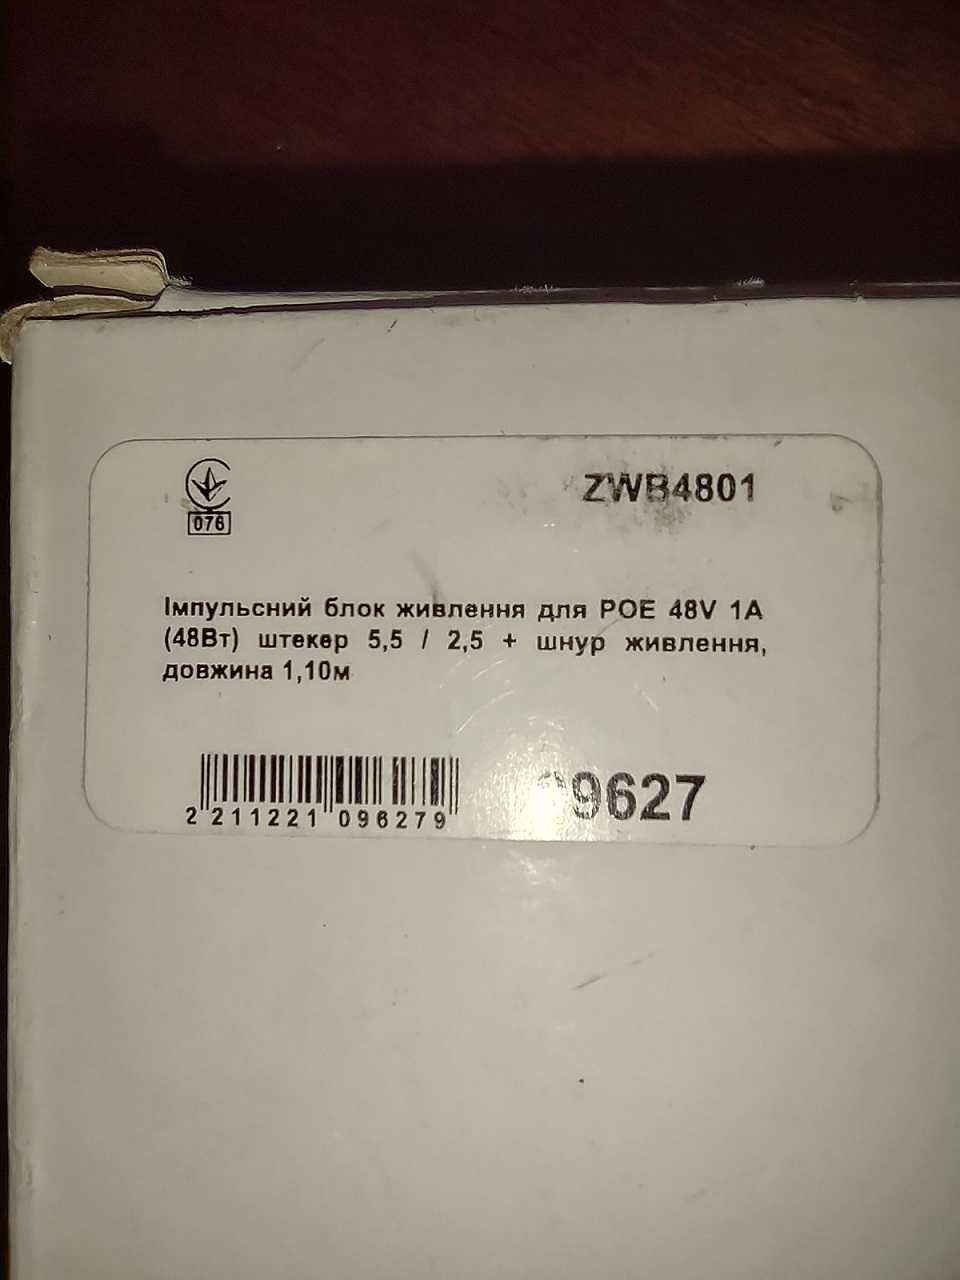 076
ZWB4801
Імпульсний блок живлення для POE 48V 1A
(48Вт) штекер 5,5 / 2,5 + шнур живлення,
довжина 1,10м
2 211221 096279
9627